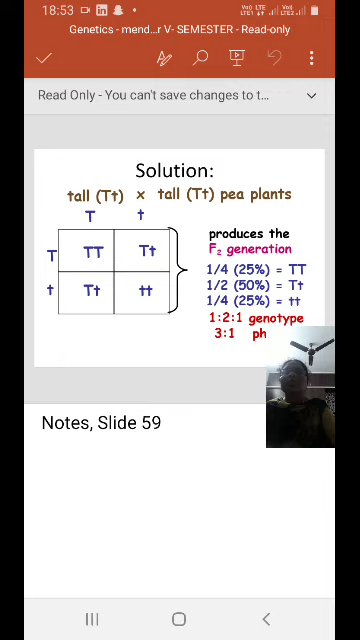 18:53
Genetics - mend...r V- SEMESTER - Read-only
Read Only - You can't save changes to t...
Solution:
tall (Tt) x tall (Tt) pea plants
T t
T TT Tt
t Tt tt
produces the
F₂ generation
1/4 (25%) = TT
1/2 (50%) = Tt
1/4 (25%) = tt
1:2:1 genotype
3:1 ph
Notes, Slide 59